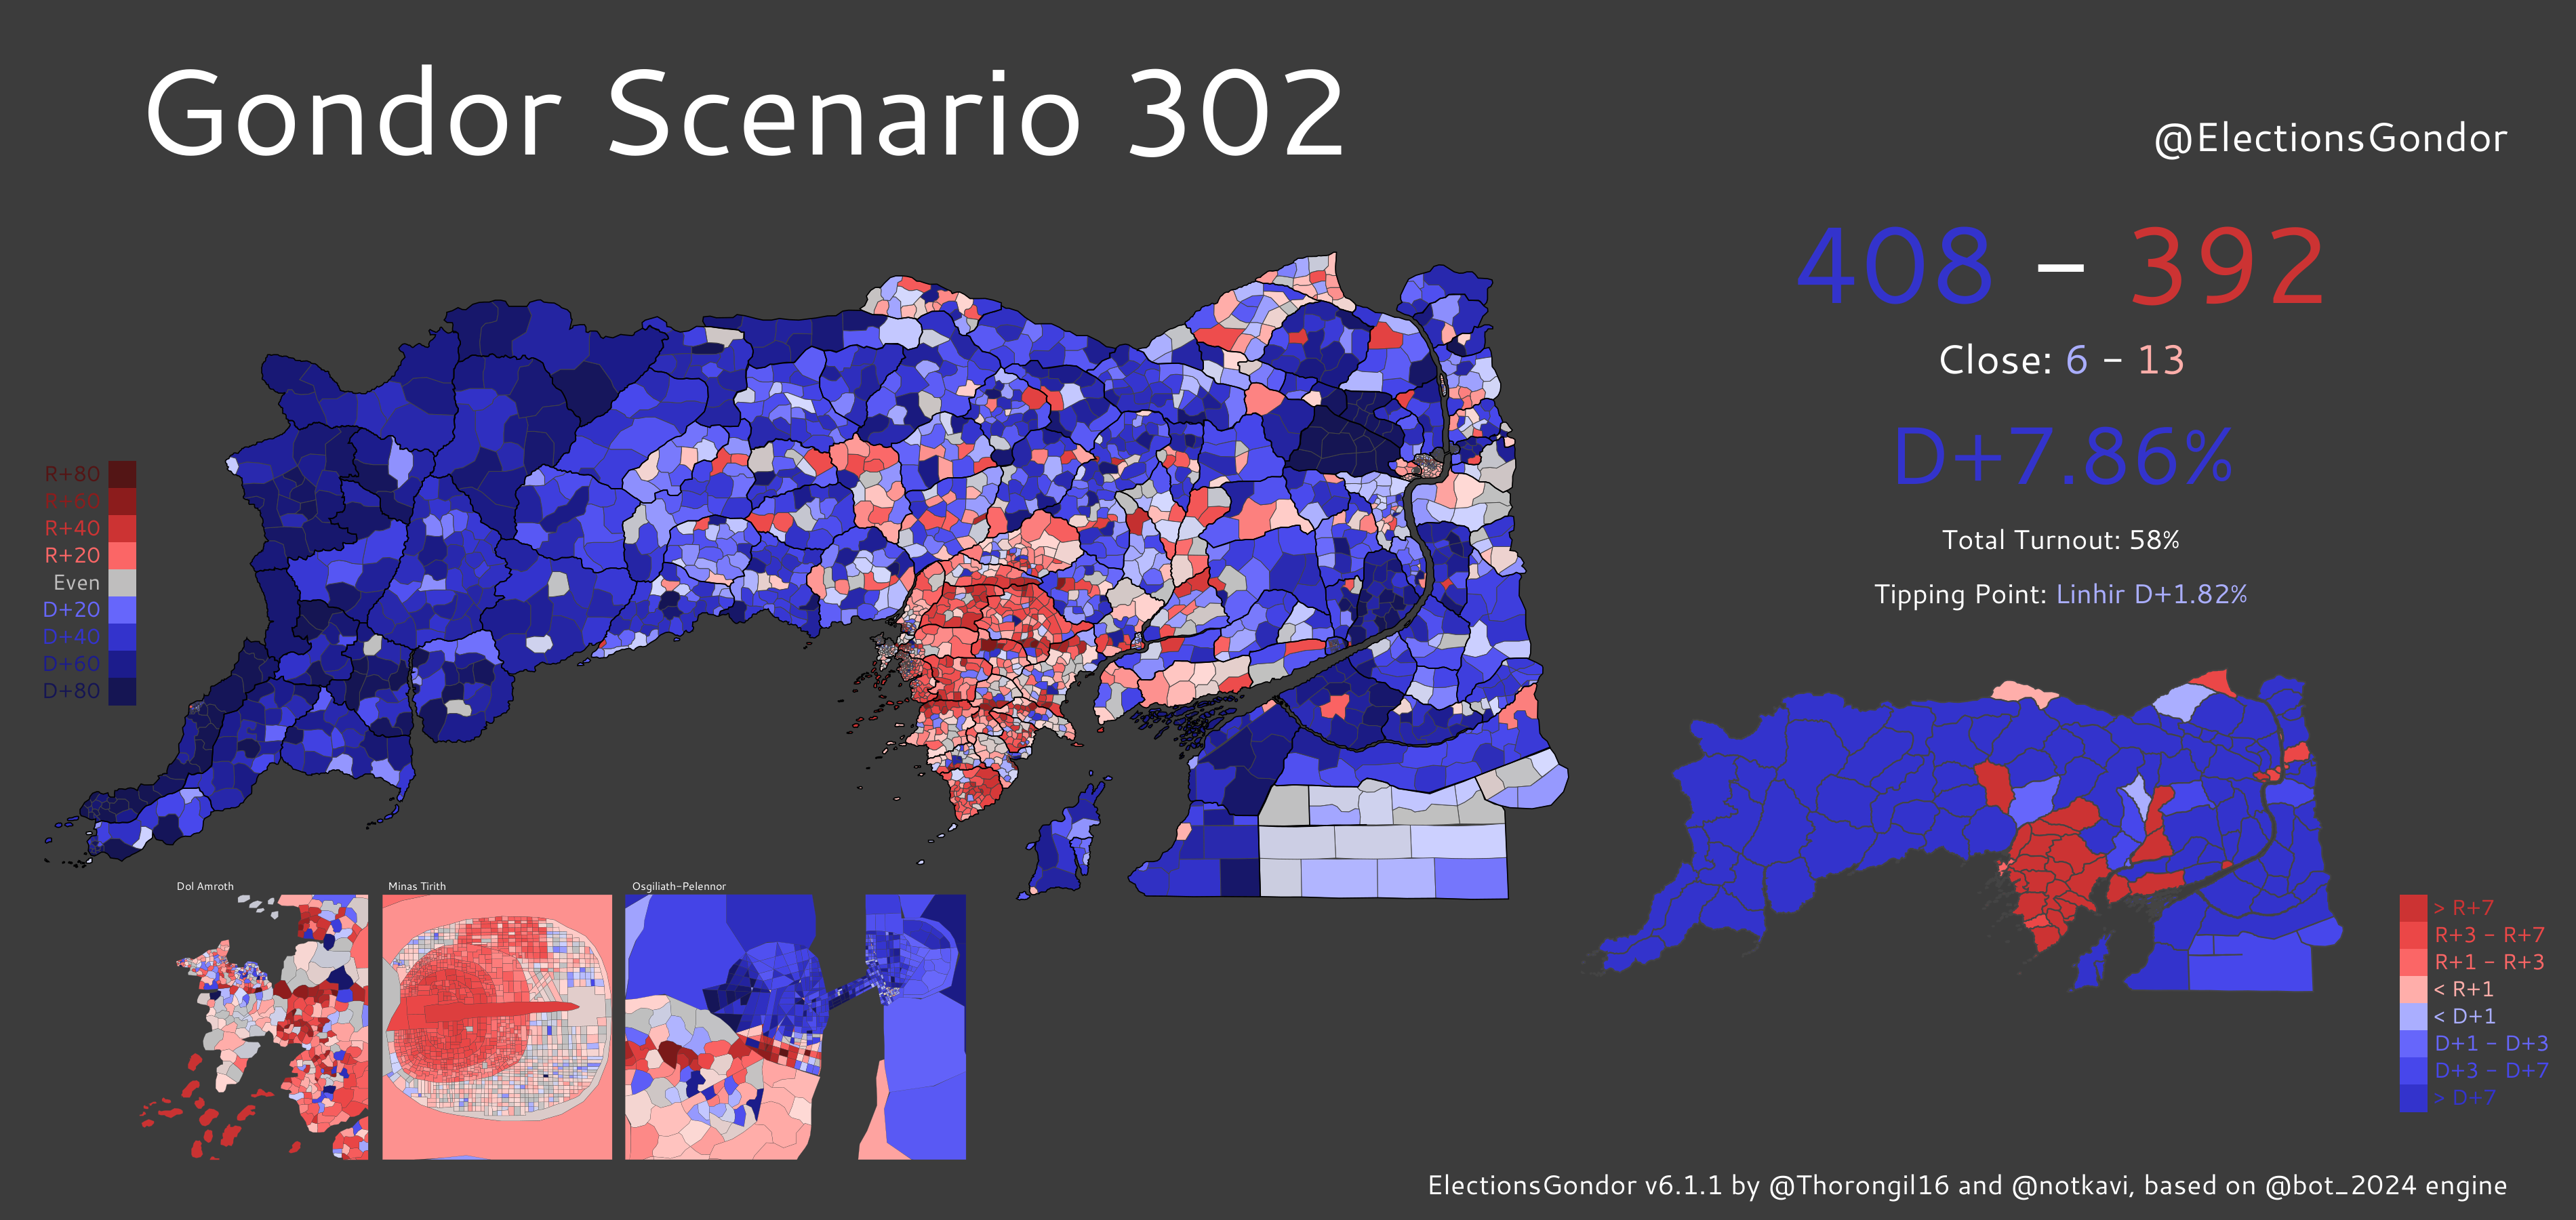 Gondor Scenario 302
@ElectionsGondor
408 – 392
Close: 6 – 13
D+7.86%
Total Turnout: 58%
Tipping Point: Linhir D+1.82%
R+80
R+60
R+40
R+20
Even
D+20
D+40
D+60
D+80
Dol Amroth
Minas Tirith
Osgiliath-Pelennor
> R+7
R+3 – R+7
R+1 – R+3
< R+1
< D+1
D+1 – D+3
D+3 – D+7
> D+7
ElectionsGondor v6.1.1 by @Thorongil16 and @notkavi, based on @bot_2024 engine